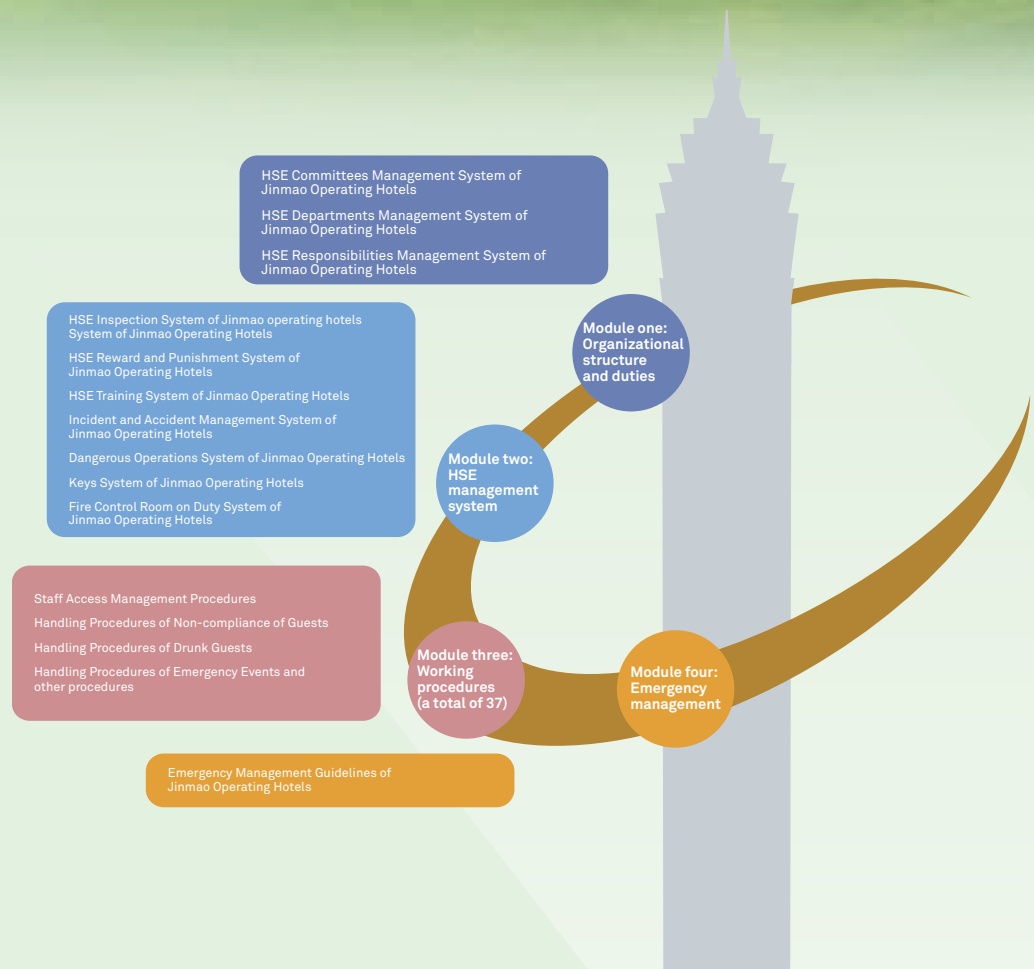 HSE Committees Management System of
Jinmao Operating Hotels
HSE Departments Management System of
Jinmao Operating Hotels
HSE Responsibilities Management System of
Jinmao Operating Hotels
Module one:
Organizational
structure
and duties
HSE Inspection System of Jinmao operating hotels
System of Jinmao Operating Hotels
HSE Reward and Punishment System of
Jinmao Operating Hotels
HSE Training System of Jinmao Operating Hotels
Incident and Accident Management System of
Jinmao Operating Hotels
Dangerous Operations System of Jinmao Operating Hotels
Keys System of Jinmao Operating Hotels
Fire Control Room on Duty System of
Jinmao Operating Hotels
Module two:
HSE
management
system
Staff Access Management Procedures
Handling Procedures of Non-compliance of Guests
Handling Procedures of Drunk Guests
Handling Procedures of Emergency Events and
other procedures
Module three:
Working
procedures
(a total of 37)
Module four:
Emergency
management
Emergency Management Guidelines of
Jinmao Operating Hotels